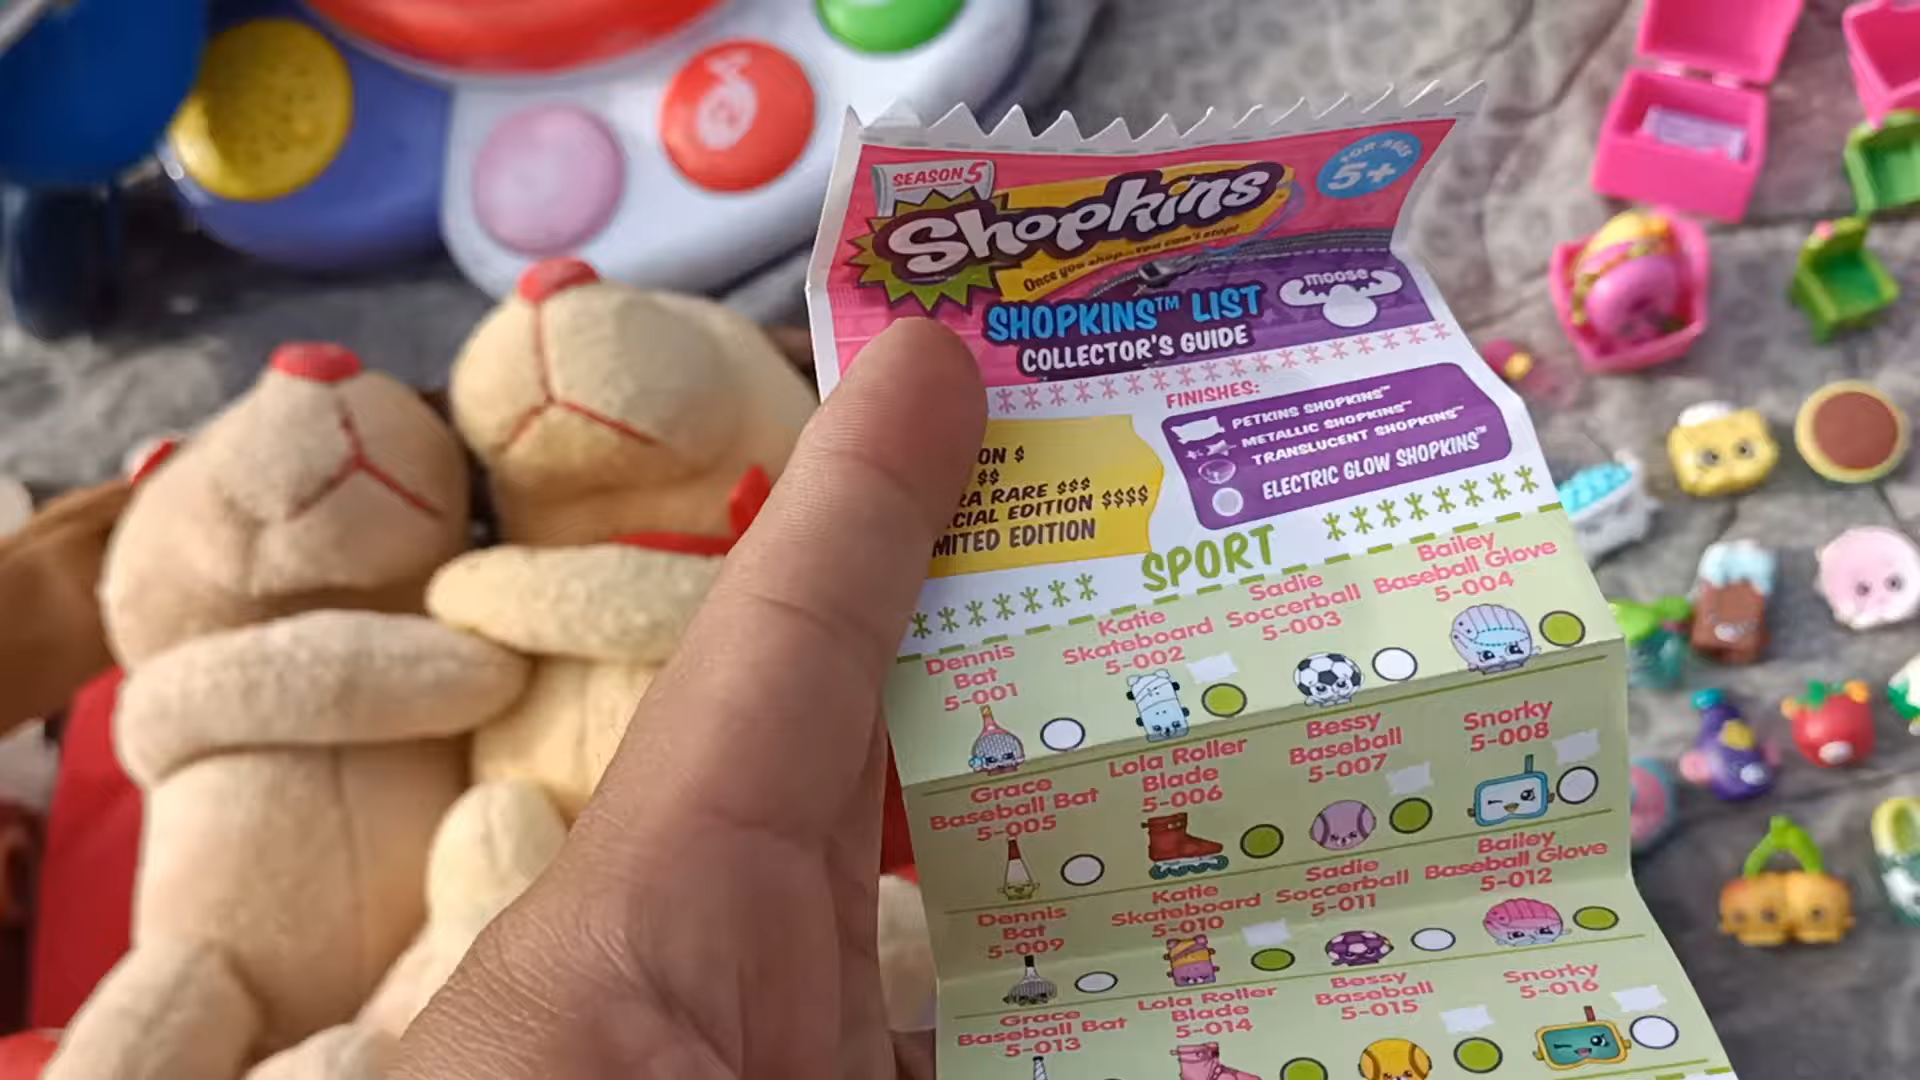 SEASON 5
Shopkins
Once you shop... you can't stop!
FOR AGES
5+
SHOPKINS™ LIST
COLLECTOR'S GUIDE
moose
FINISHES:
PETKINS SHOPKINS™
METALLIC SHOPKINS™
TRANSLUCENT SHOPKINS™
ELECTRIC GLOW SHOPKINS™
ON $
$$
RA RARE $$$
CIAL EDITION $$$$
MITED EDITION
SPORT
Dennis
Bat
5-001
Katie
Skateboard
5-002
Sadie
Soccerball
5-003
Bailey
Baseball Glove
5-004
Grace
Baseball Bat
5-005
Lola Roller
Blade
5-006
Bessy
Baseball
5-007
Snorky
5-008
Dennis
Bat
5-009
Katie
Skateboard
5-010
Sadie
Soccerball
5-011
Bailey
Baseball Glove
5-012
Grace
Baseball Bat
5-013
Lola Roller
Blade
5-014
Bessy
Baseball
5-015
Snorky
5-016